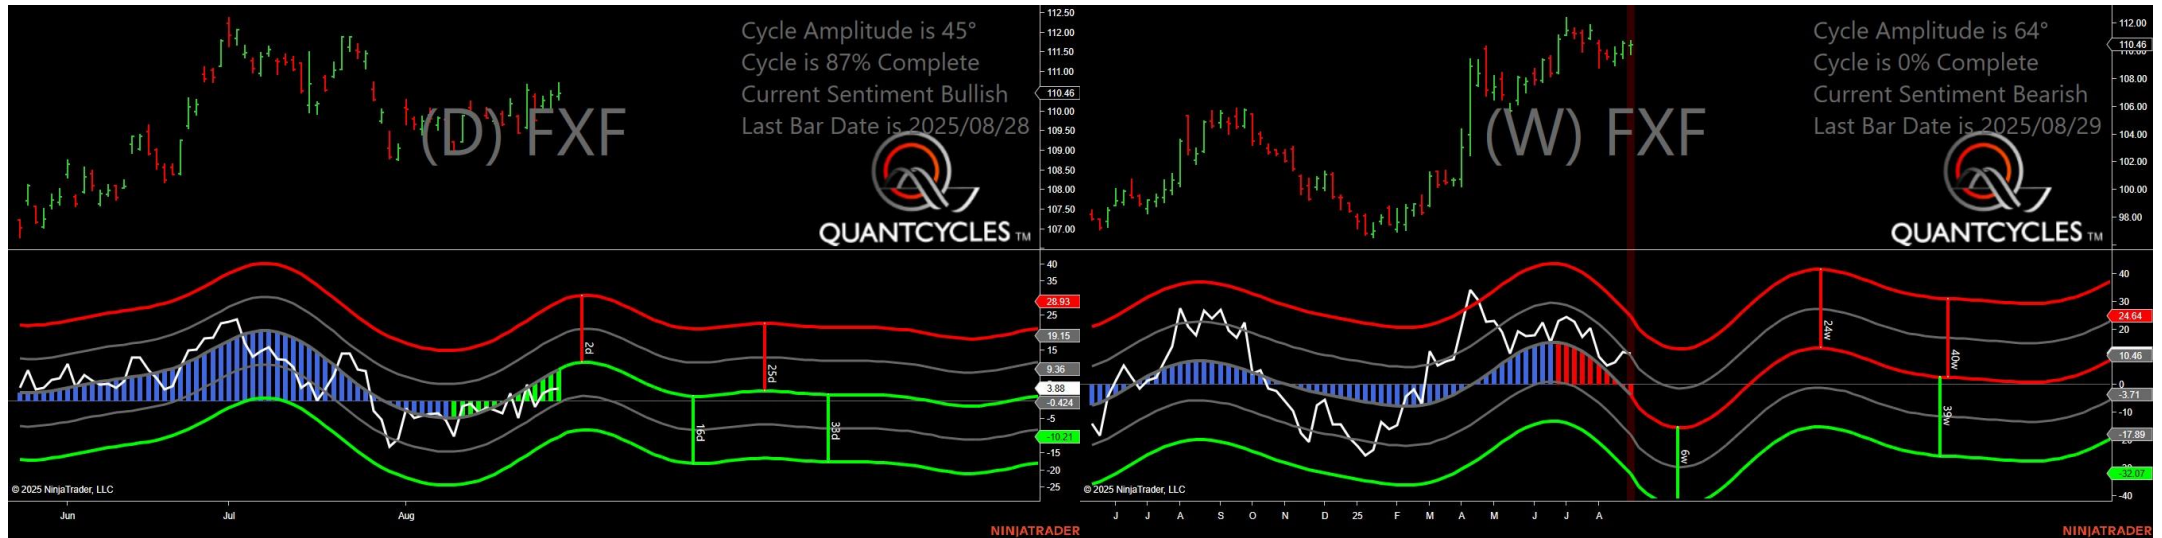 Cycle Amplitude is 45°
Cycle is 87% Complete
Current Sentiment Bullish
Last Bar Date is 2025/08/28
(D) FXF
QUANTCYCLES TM
112.50
112.00
111.50
111.00
110.46
110.00
109.50
109.00
108.50
108.00
107.50
107.00
40
35
28.93
25
19.15
15
9.36
3.88
-0.424
-5
-10.21
-15
-20
-25
2d
25d
16d
33d
© 2025 NinjaTrader, LLC
Jun Jul Aug
NINJATRADER
Cycle Amplitude is 64°
Cycle is 0% Complete
Current Sentiment Bearish
Last Bar Date is 2025/08/29
(W) FXF
QUANTCYCLES TM
112.00
110.46
108.00
106.00
104.00
102.00
100.00
98.00
40
30
24.64
20
10.46
0
-3.71
-10
-17.89
-32.07
-40
24w
40w
39w
6w
© 2025 NinjaTrader, LLC
J J A S O N D 25 F M A M J J A
NINJATRADER